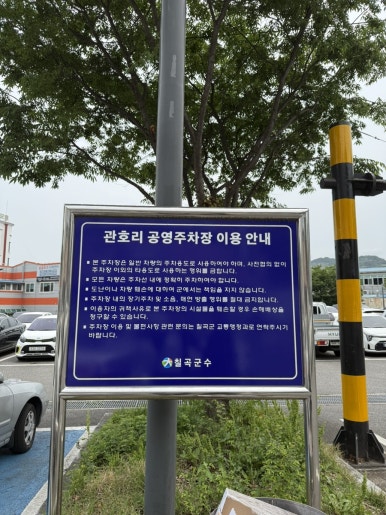 관호리 공영주차장 이용 안내
■ 본 주차장은 일반 차량의 주차용도로 사용하여야 하며, 사전협의 없이
주차장 이외의 타용도로 사용하는 행위를 금합니다.
■ 모든 차량은 주차선 내에 정확히 주차하여야 합니다.
■ 도난이나 차량 훼손에 대하여 군에서는 책임을 지지 않습니다.
■ 주차장 내의 장기주차 및 소음, 매연 방출 행위를 절대 금지합니다.
■ 이용자의 귀책사유로 본 주차장의 시설물을 훼손할 경우 손해배상을
청구할 수 있습니다.
■ 주차장 이용 및 불편사항 관련 문의는 칠곡군 교통행정과로 연락주시기
바랍니다.
칠곡군수